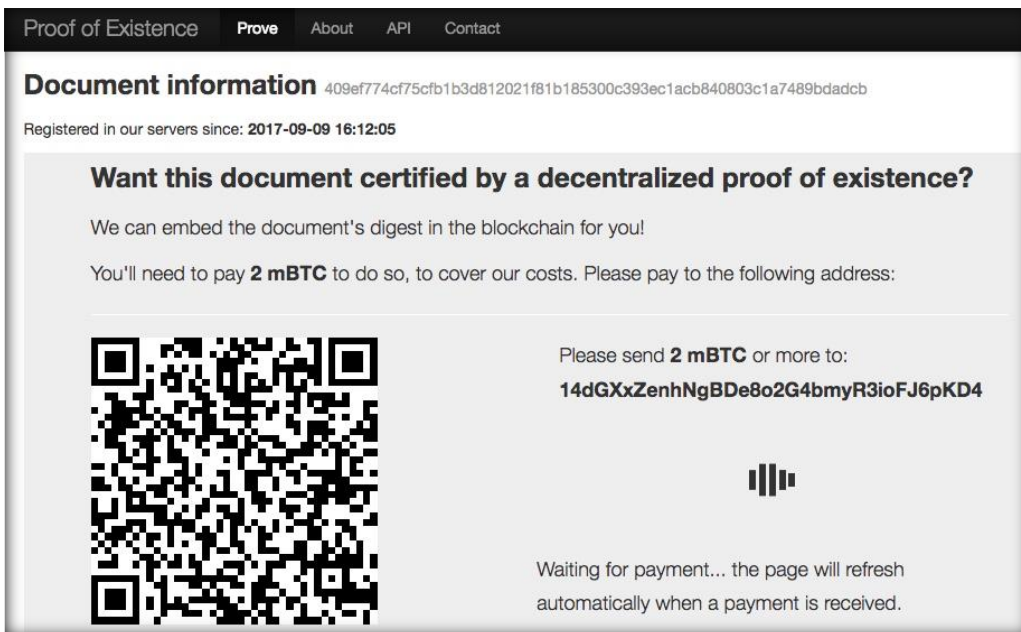 Proof of Existence Prove About API Contact
Document information 409ef774cf75cfb1b3d812021f81b185300c393ec1acb840803c1a7489bdadcb
Registered in our servers since: 2017-09-09 16:12:05
Want this document certified by a decentralized proof of existence?
We can embed the document's digest in the blockchain for you!
You'll need to pay 2 mBTC to do so, to cover our costs. Please pay to the following address:
Please send 2 mBTC or more to:
14dGXxZenhNgBDe8o2G4bmyR3ioFJ6pKD4
Waiting for payment... the page will refresh
automatically when a payment is received.